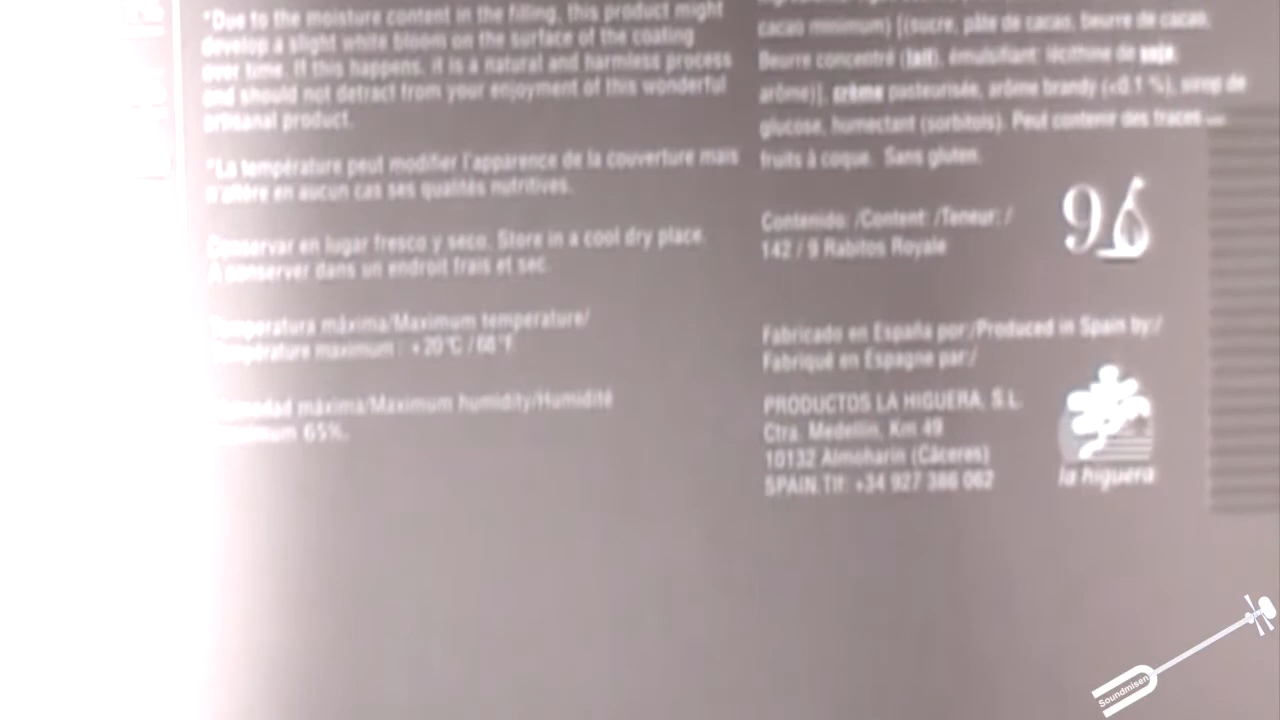 "Due to the moisture content in the filling, this product might
develop a slight white bloom on the surface of the coating
over time. If this happens, it is a natural and harmless process
and should not detract from your enjoyment of this wonderful
artisanal product.
"La température peut modifier l'apparence de la couverture mais
n'altère en aucun cas ses qualités nutritives.
Conservar en lugar fresco y seco. Store in a cool dry place.
A conserver dans un endroit frais et sec.
Temperatura máxima/Maximum temperature/
Température maximum : +20°C / 68°F
máxima/Maximum humidity/Humidité
65%.
cacao minimum) [(sucre, pâte de cacao, beurre de cacao,
Beurre concentré (lait), émulsifiant: lécithine de soja,
arôme)], crème pasteurisée, arôme brandy (<0.1 %), sirop de
glucose, humectant (sorbitols). Peut contenir des traces
fruits à coque. Sans gluten.
Contenido: /Content: /Teneur: /
142 / 9 Rabitos Royale
9
Fabricado en España por:/Produced in Spain by:/
Fabriqué en Espagne par:/
PRODUCTOS LA HIGUERA, S.L.
Ctra. Medellín, Km 49
10132 Almoharín (Cáceres)
SPAIN.Tlf: +34 927 386 062
la higuera
Soundmisen